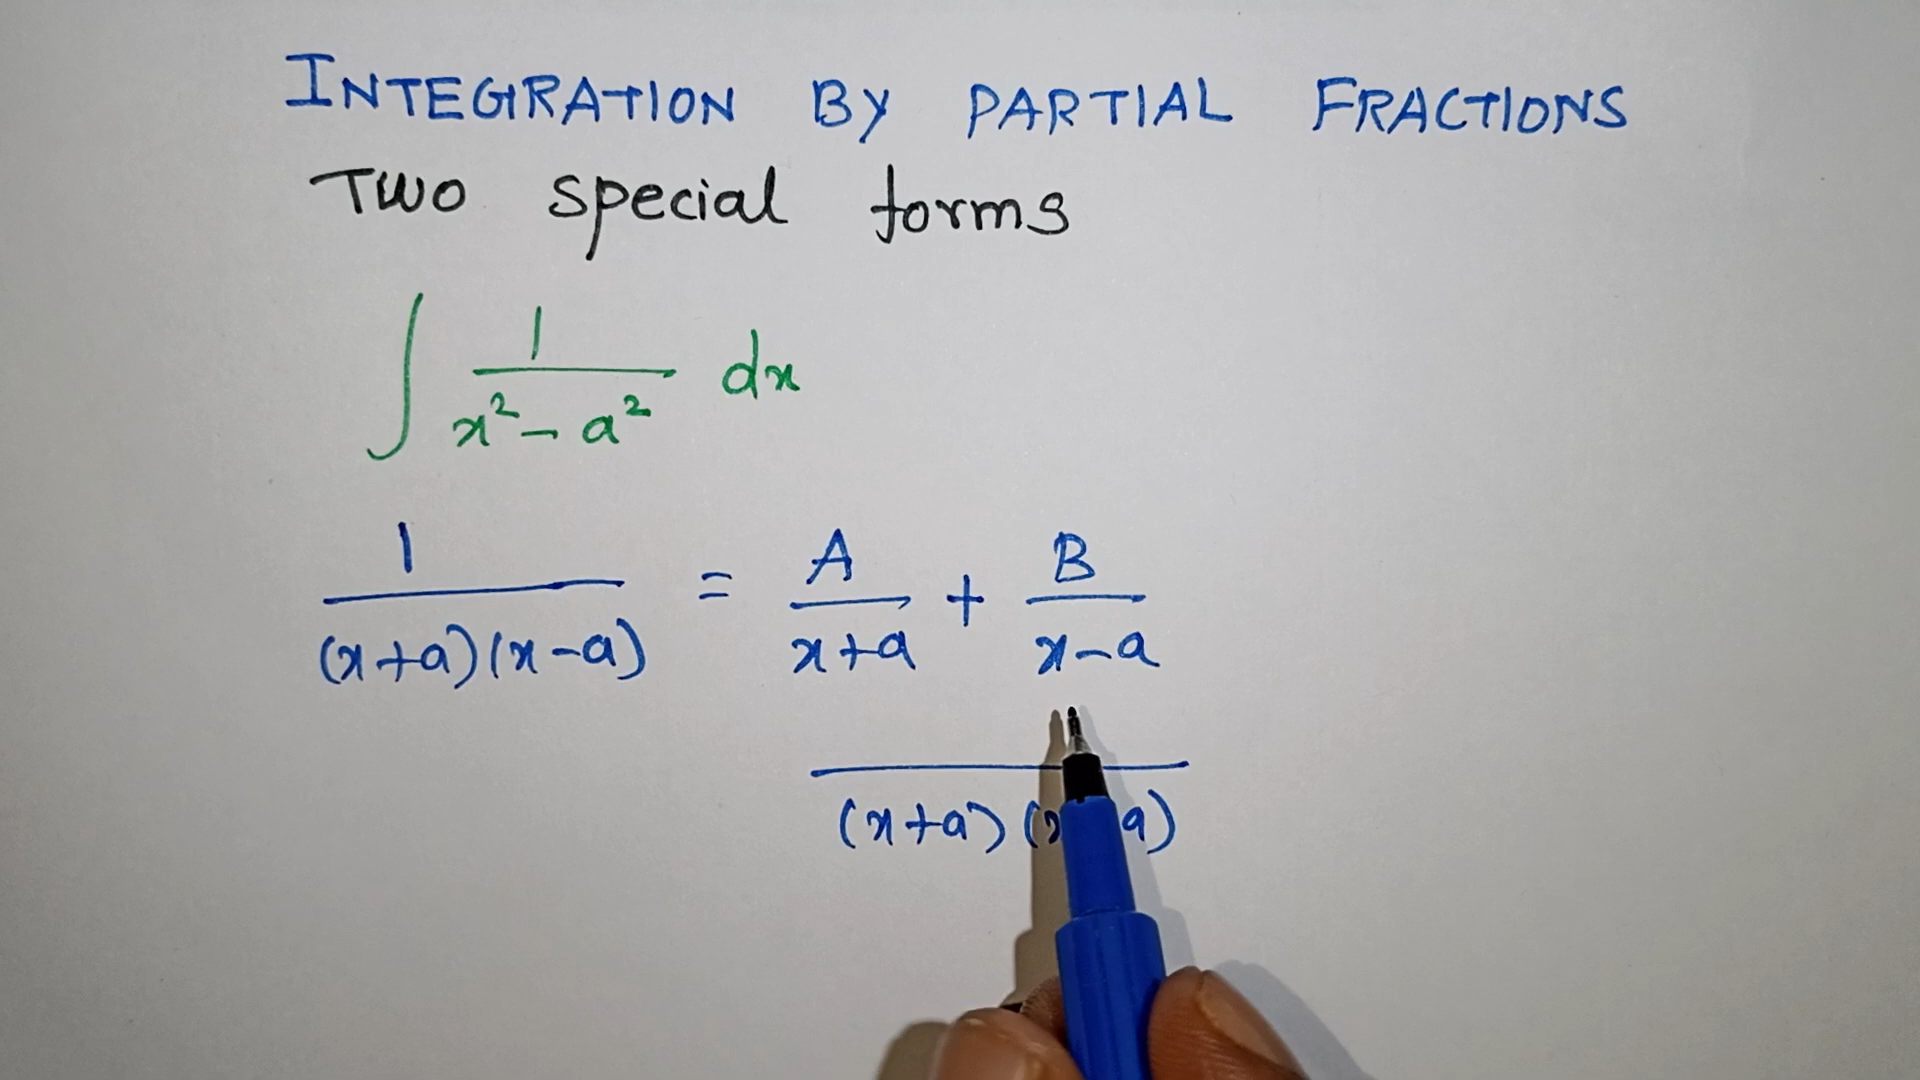 INTEGRATION BY PARTIAL FRACTIONS
Two special forms
∫ 1/(x² - a²) dx
1/((x+a)(x-a)) = A/(x+a) + B/(x-a)
(x+a) (x a)